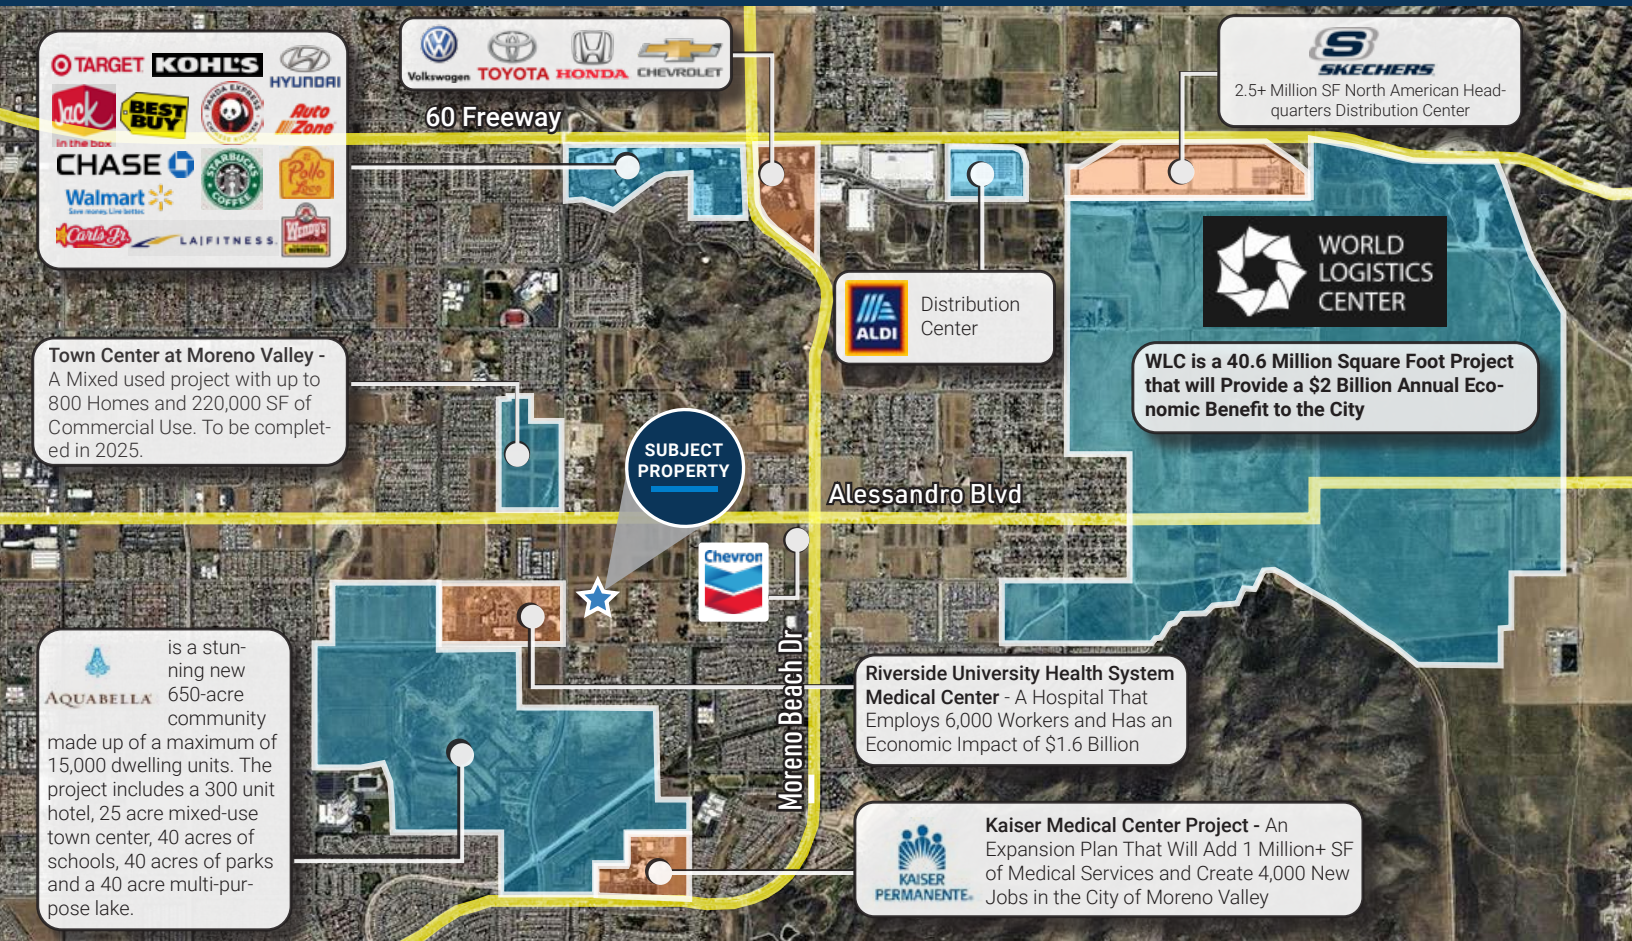 TARGET
KOHL'S
HYUNDAI
Jack
in the box
BEST
BUY
PANDA EXPRESS
Auto
Zone
CHASE
STARBUCKS
COFFEE
Pollo
Loco
Walmart
Save money. Live better.
Carl's Jr.
LA|FITNESS.
Wendy's
Volkswagen
TOYOTA
HONDA
CHEVROLET
60 Freeway
S
SKECHERS
2.5+ Million SF North American Head-
quarters Distribution Center
ALDI
Distribution
Center
WORLD
LOGISTICS
CENTER
WLC is a 40.6 Million Square Foot Project
that will Provide a $2 Billion Annual Eco-
nomic Benefit to the City
Town Center at Moreno Valley -
A Mixed used project with up to
800 Homes and 220,000 SF of
Commercial Use. To be complet-
ed in 2025.
SUBJECT
PROPERTY
Alessandro Blvd
Chevron
Moreno Beach Dr
AQUABELLA
is a stun-
ning new
650-acre
community
made up of a maximum of
15,000 dwelling units. The
project includes a 300 unit
hotel, 25 acre mixed-use
town center, 40 acres of
schools, 40 acres of parks
and a 40 acre multi-pur-
pose lake.
Riverside University Health System
Medical Center - A Hospital That
Employs 6,000 Workers and Has an
Economic Impact of $1.6 Billion
KAISER
PERMANENTE.
Kaiser Medical Center Project - An
Expansion Plan That Will Add 1 Million+ SF
of Medical Services and Create 4,000 New
Jobs in the City of Moreno Valley